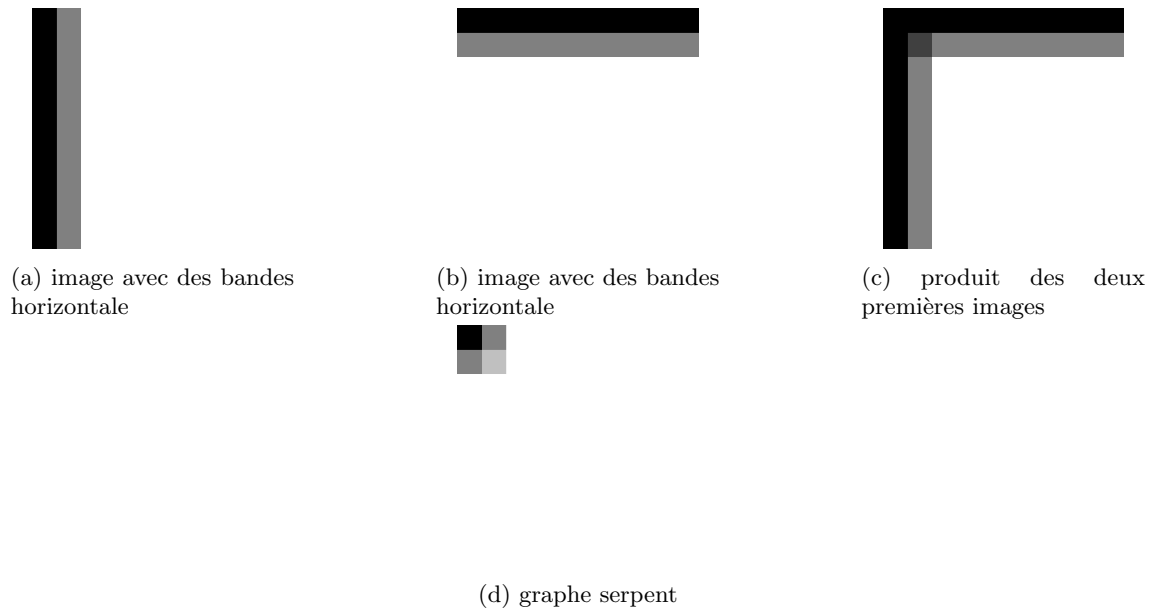 (a) image avec des bandes
horizontale
(b) image avec des bandes
horizontale
(c) produit des deux
premières images
(d) graphe serpent